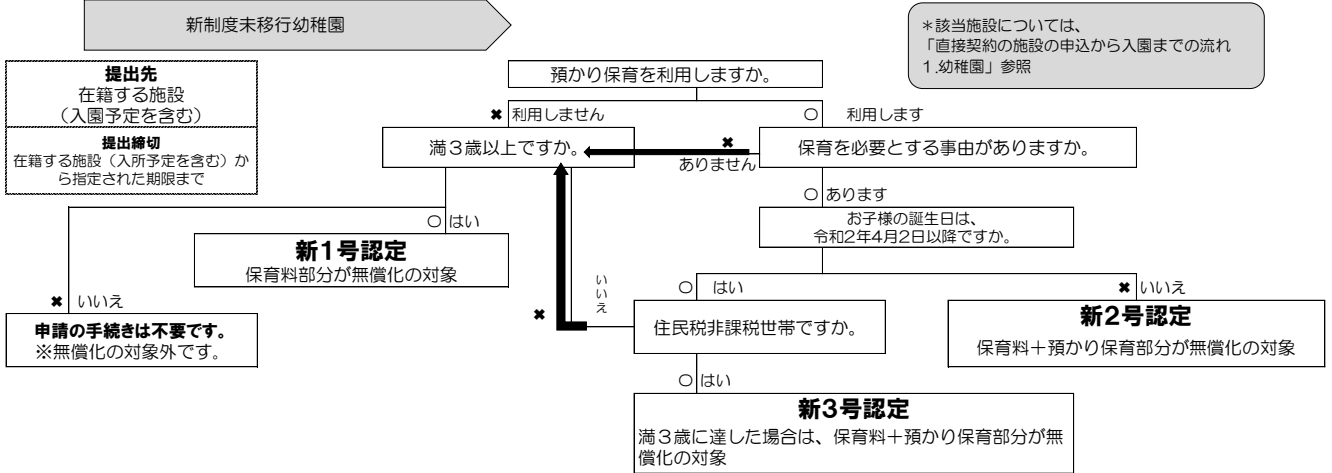 新制度未移行幼稚園
＊該当施設については、
「直接契約の施設の申込から入園までの流れ
１.幼稚園」参照
提出先
在籍する施設
（入園予定を含む）
提出締切
在籍する施設（入所予定を含む）か
ら指定された期限まで
預かり保育を利用しますか。
✖ 利用しません
○ 利用します
満３歳以上ですか。
✖
ありません
保育を必要とする事由がありますか。
○ あります
お子様の誕生日は、
令和2年4月2日以降ですか。
○ はい
新1号認定
保育料部分が無償化の対象
✖ いいえ
申請の手続きは不要です。
※無償化の対象外です。
いいえ
✖
○ はい
住民税非課税世帯ですか。
✖ いいえ
新2号認定
保育料＋預かり保育部分が無償化の対象
○ はい
新3号認定
満３歳に達した場合は、保育料＋預かり保育部分が無
償化の対象